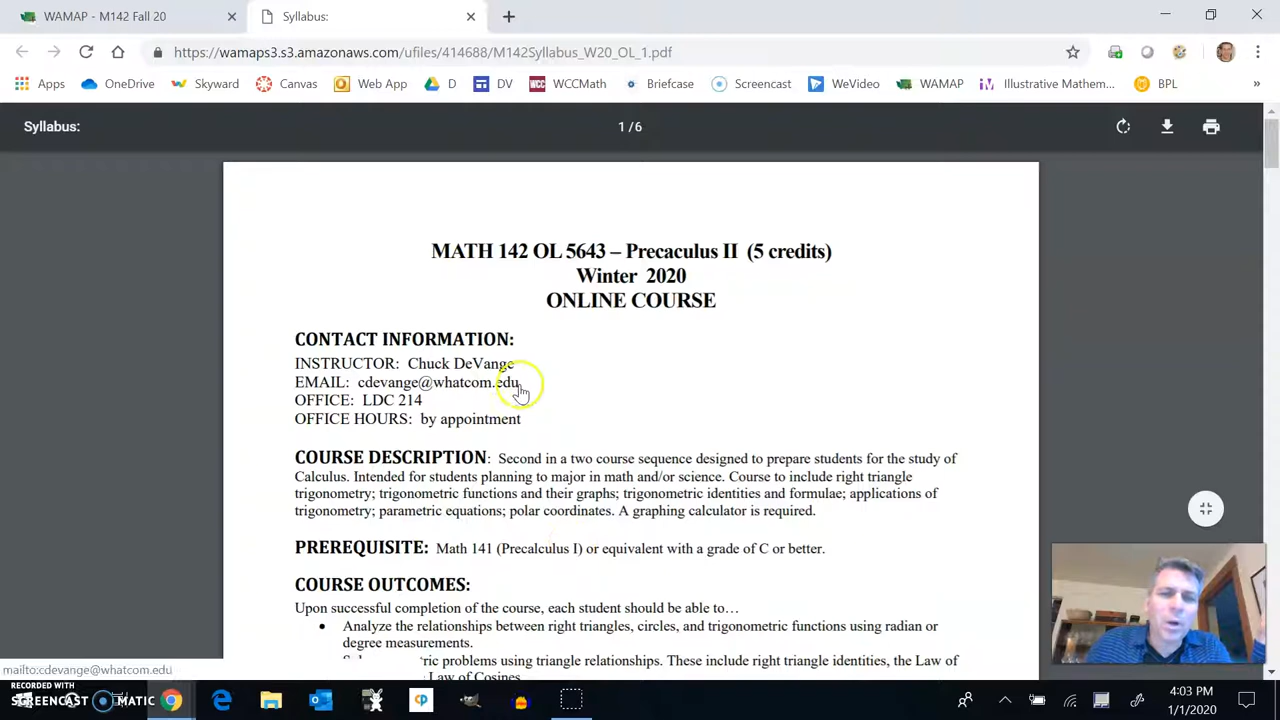 WAMAP - M142 Fall 20
Syllabus:
https://wamaps3.s3.amazonaws.com/ufiles/414688/M142Syllabus_W20_OL_1.pdf
Apps OneDrive Skyward Canvas Web App D DV WCCMath Briefcase Screencast WeVideo WAMAP Illustrative Mathem... BPL »
Syllabus: 1 / 6
MATH 142 OL 5643 – Precaculus II (5 credits)
Winter 2020
ONLINE COURSE
CONTACT INFORMATION:
INSTRUCTOR: Chuck DeVange
EMAIL: cdevange@whatcom.edu
OFFICE: LDC 214
OFFICE HOURS: by appointment
COURSE DESCRIPTION: Second in a two course sequence designed to prepare students for the study of
Calculus. Intended for students planning to major in math and/or science. Course to include right triangle
trigonometry; trigonometric functions and their graphs; trigonometric identities and formulae; applications of
trigonometry; parametric equations; polar coordinates. A graphing calculator is required.
PREREQUISITE: Math 141 (Precalculus I) or equivalent with a grade of C or better.
COURSE OUTCOMES:
Upon successful completion of the course, each student should be able to…
• Analyze the relationships between right triangles, circles, and trigonometric functions using radian or
degree measurements.
problems using triangle relationships. These include right triangle identities, the Law of
Law of Cosines
mailto:cdevange@whatcom.edu
RECORDED WITH
SCREENCAST MATIC
4:03 PM
1/1/2020